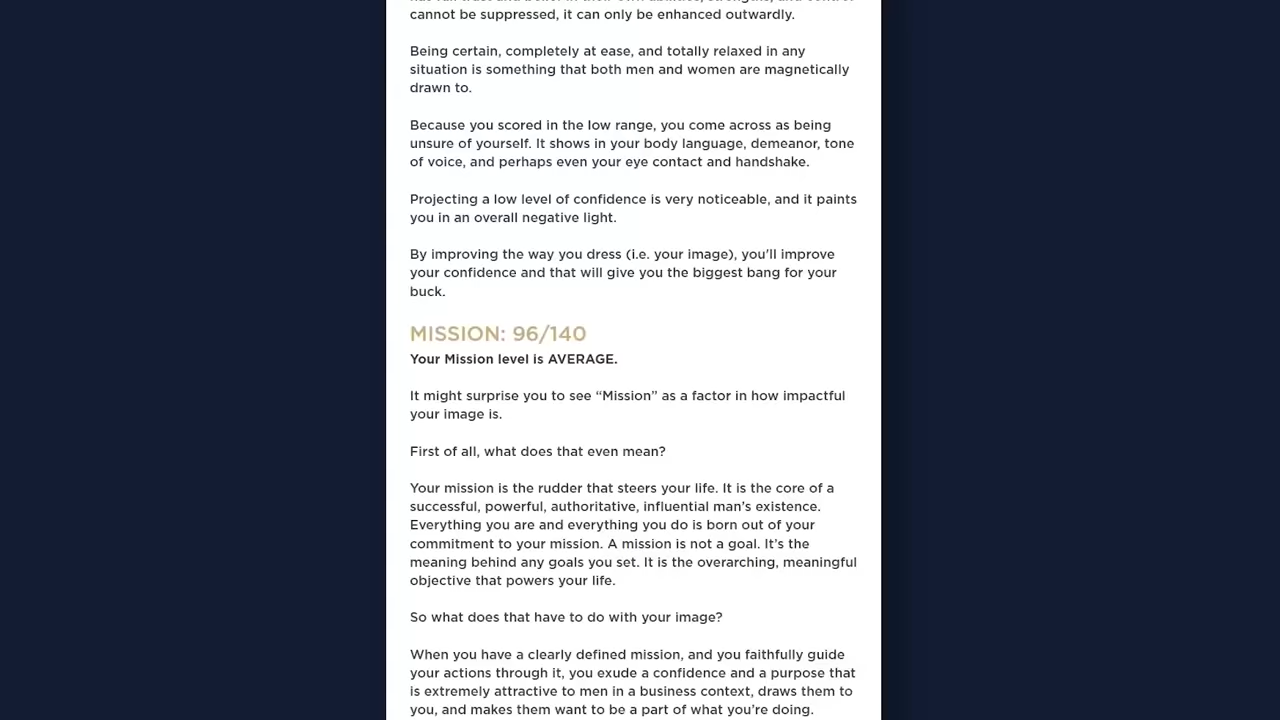 cannot be suppressed, it can only be enhanced outwardly.
Being certain, completely at ease, and totally relaxed in any
situation is something that both men and women are magnetically
drawn to.
Because you scored in the low range, you come across as being
unsure of yourself. It shows in your body language, demeanor, tone
of voice, and perhaps even your eye contact and handshake.
Projecting a low level of confidence is very noticeable, and it paints
you in an overall negative light.
By improving the way you dress (i.e. your image), you'll improve
your confidence and that will give you the biggest bang for your
buck.
MISSION: 96/140
Your Mission level is AVERAGE.
It might surprise you to see “Mission” as a factor in how impactful
your image is.
First of all, what does that even mean?
Your mission is the rudder that steers your life. It is the core of a
successful, powerful, authoritative, influential man’s existence.
Everything you are and everything you do is born out of your
commitment to your mission. A mission is not a goal. It’s the
meaning behind any goals you set. It is the overarching, meaningful
objective that powers your life.
So what does that have to do with your image?
When you have a clearly defined mission, and you faithfully guide
your actions through it, you exude a confidence and a purpose that
is extremely attractive to men in a business context, draws them to
you, and makes them want to be a part of what you’re doing.